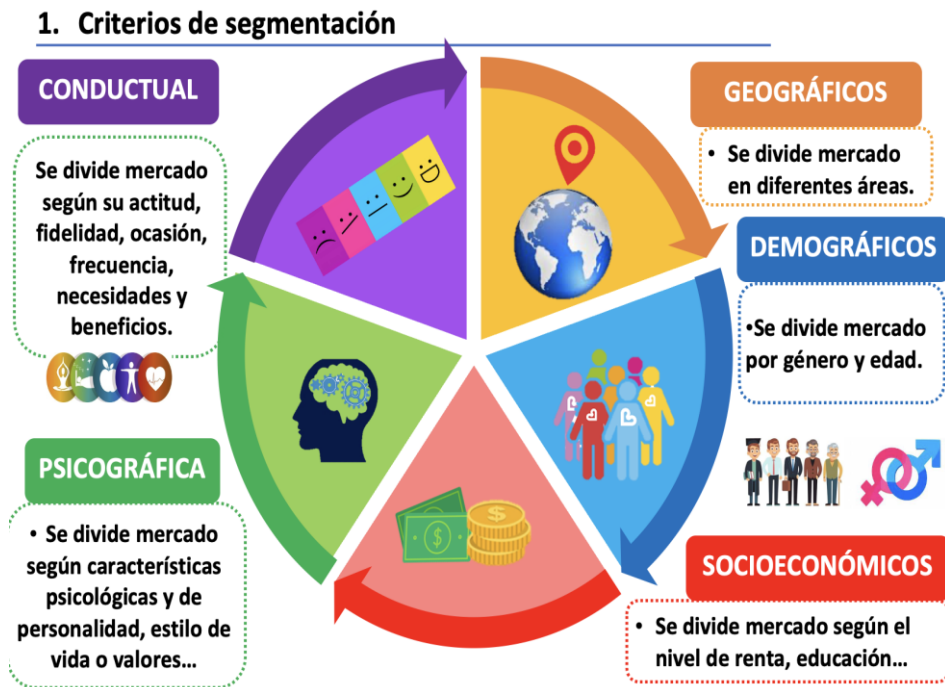 1. Criterios de segmentación
CONDUCTUAL
Se divide mercado
según su actitud,
fidelidad, ocasión,
frecuencia,
necesidades y
beneficios.
GEOGRÁFICOS
• Se divide mercado
en diferentes áreas.
DEMOGRÁFICOS
•Se divide mercado
por género y edad.
PSICOGRÁFICA
• Se divide mercado
según características
psicológicas y de
personalidad, estilo de
vida o valores...
SOCIOECONÓMICOS
• Se divide mercado según el
nivel de renta, educación...